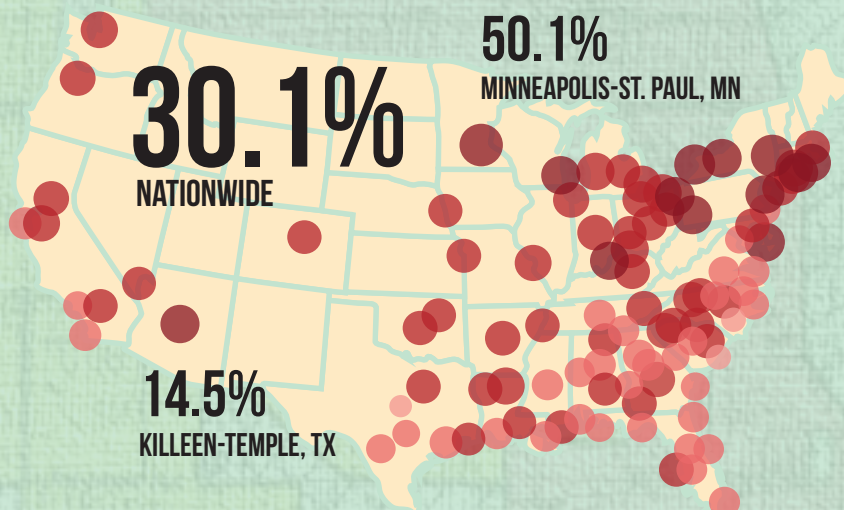 50.1%
MINNEAPOLIS-ST. PAUL, MN
30.1%
NATIONWIDE
14.5%
KILLEEN-TEMPLE, TX